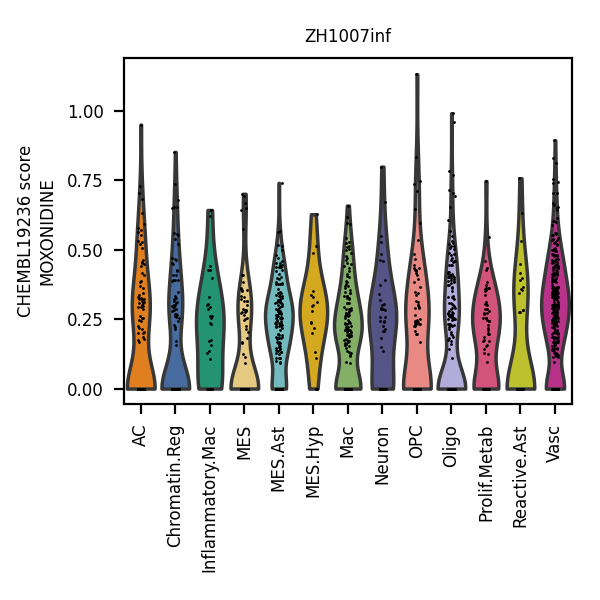 ZH1007inf
CHEMBL19236 score
MOXONIDINE
1.00
0.75
0.50
0.25
0.00
AC
Chromatin.Reg
Inflammatory.Mac
MES
MES.Ast
MES.Hyp
Mac
Neuron
OPC
Oligo
Prolif.Metab
Reactive.Ast
Vasc